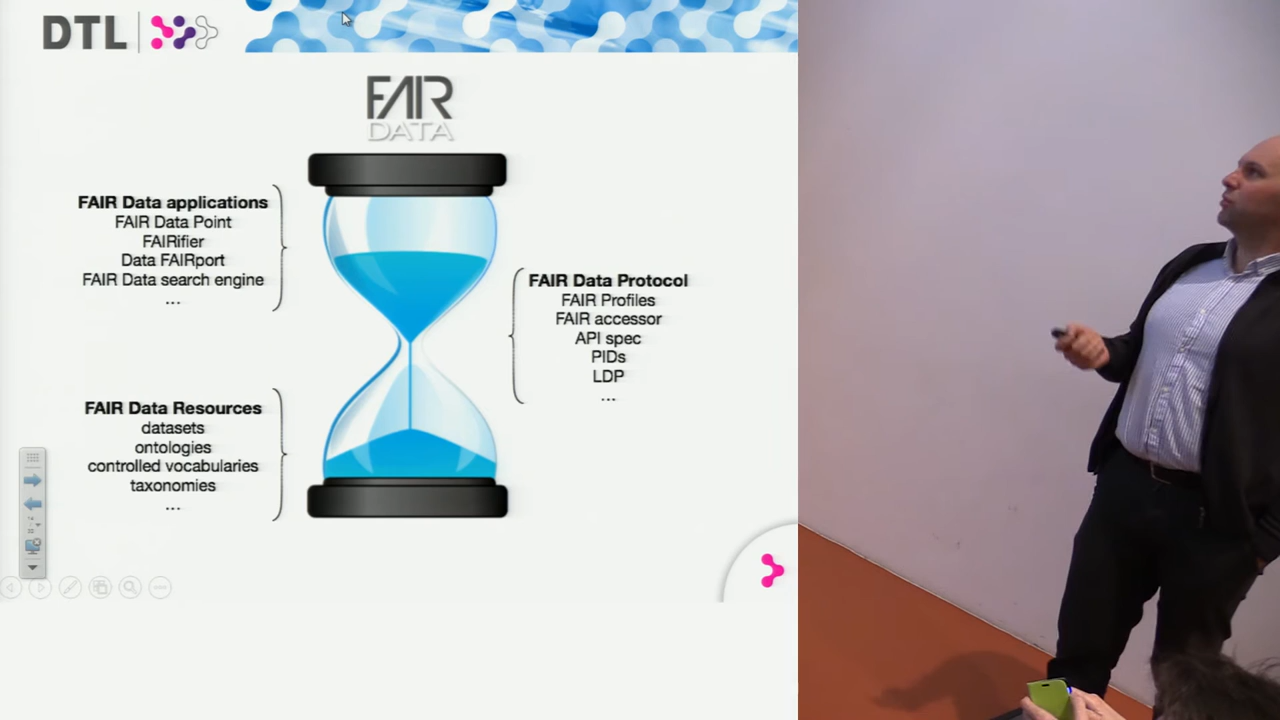 DTL
FAIR
DATA
FAIR Data applications
FAIR Data Point
FAIRifier
Data FAIRport
FAIR Data search engine
...
FAIR Data Protocol
FAIR Profiles
FAIR accessor
API spec
PIDs
LDP
...
FAIR Data Resources
datasets
ontologies
controlled vocabularies
taxonomies
...